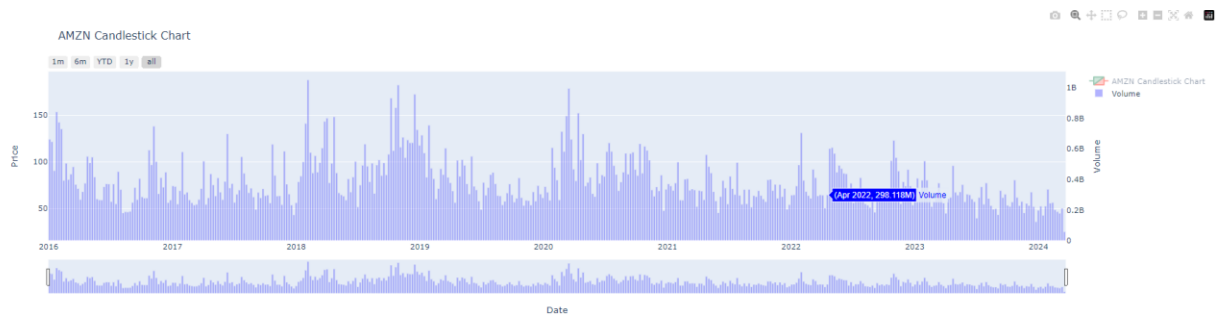 AMZN Candlestick Chart
1m 6m YTD 1y all
AMZN Candlestick Chart
Volume
150
100
50
Price
1B
0.8B
0.6B
0.4B
0.2B
0
Volume
(Apr 2022, 298.118M) Volume
2016 2017 2018 2019 2020 2021 2022 2023 2024
Date